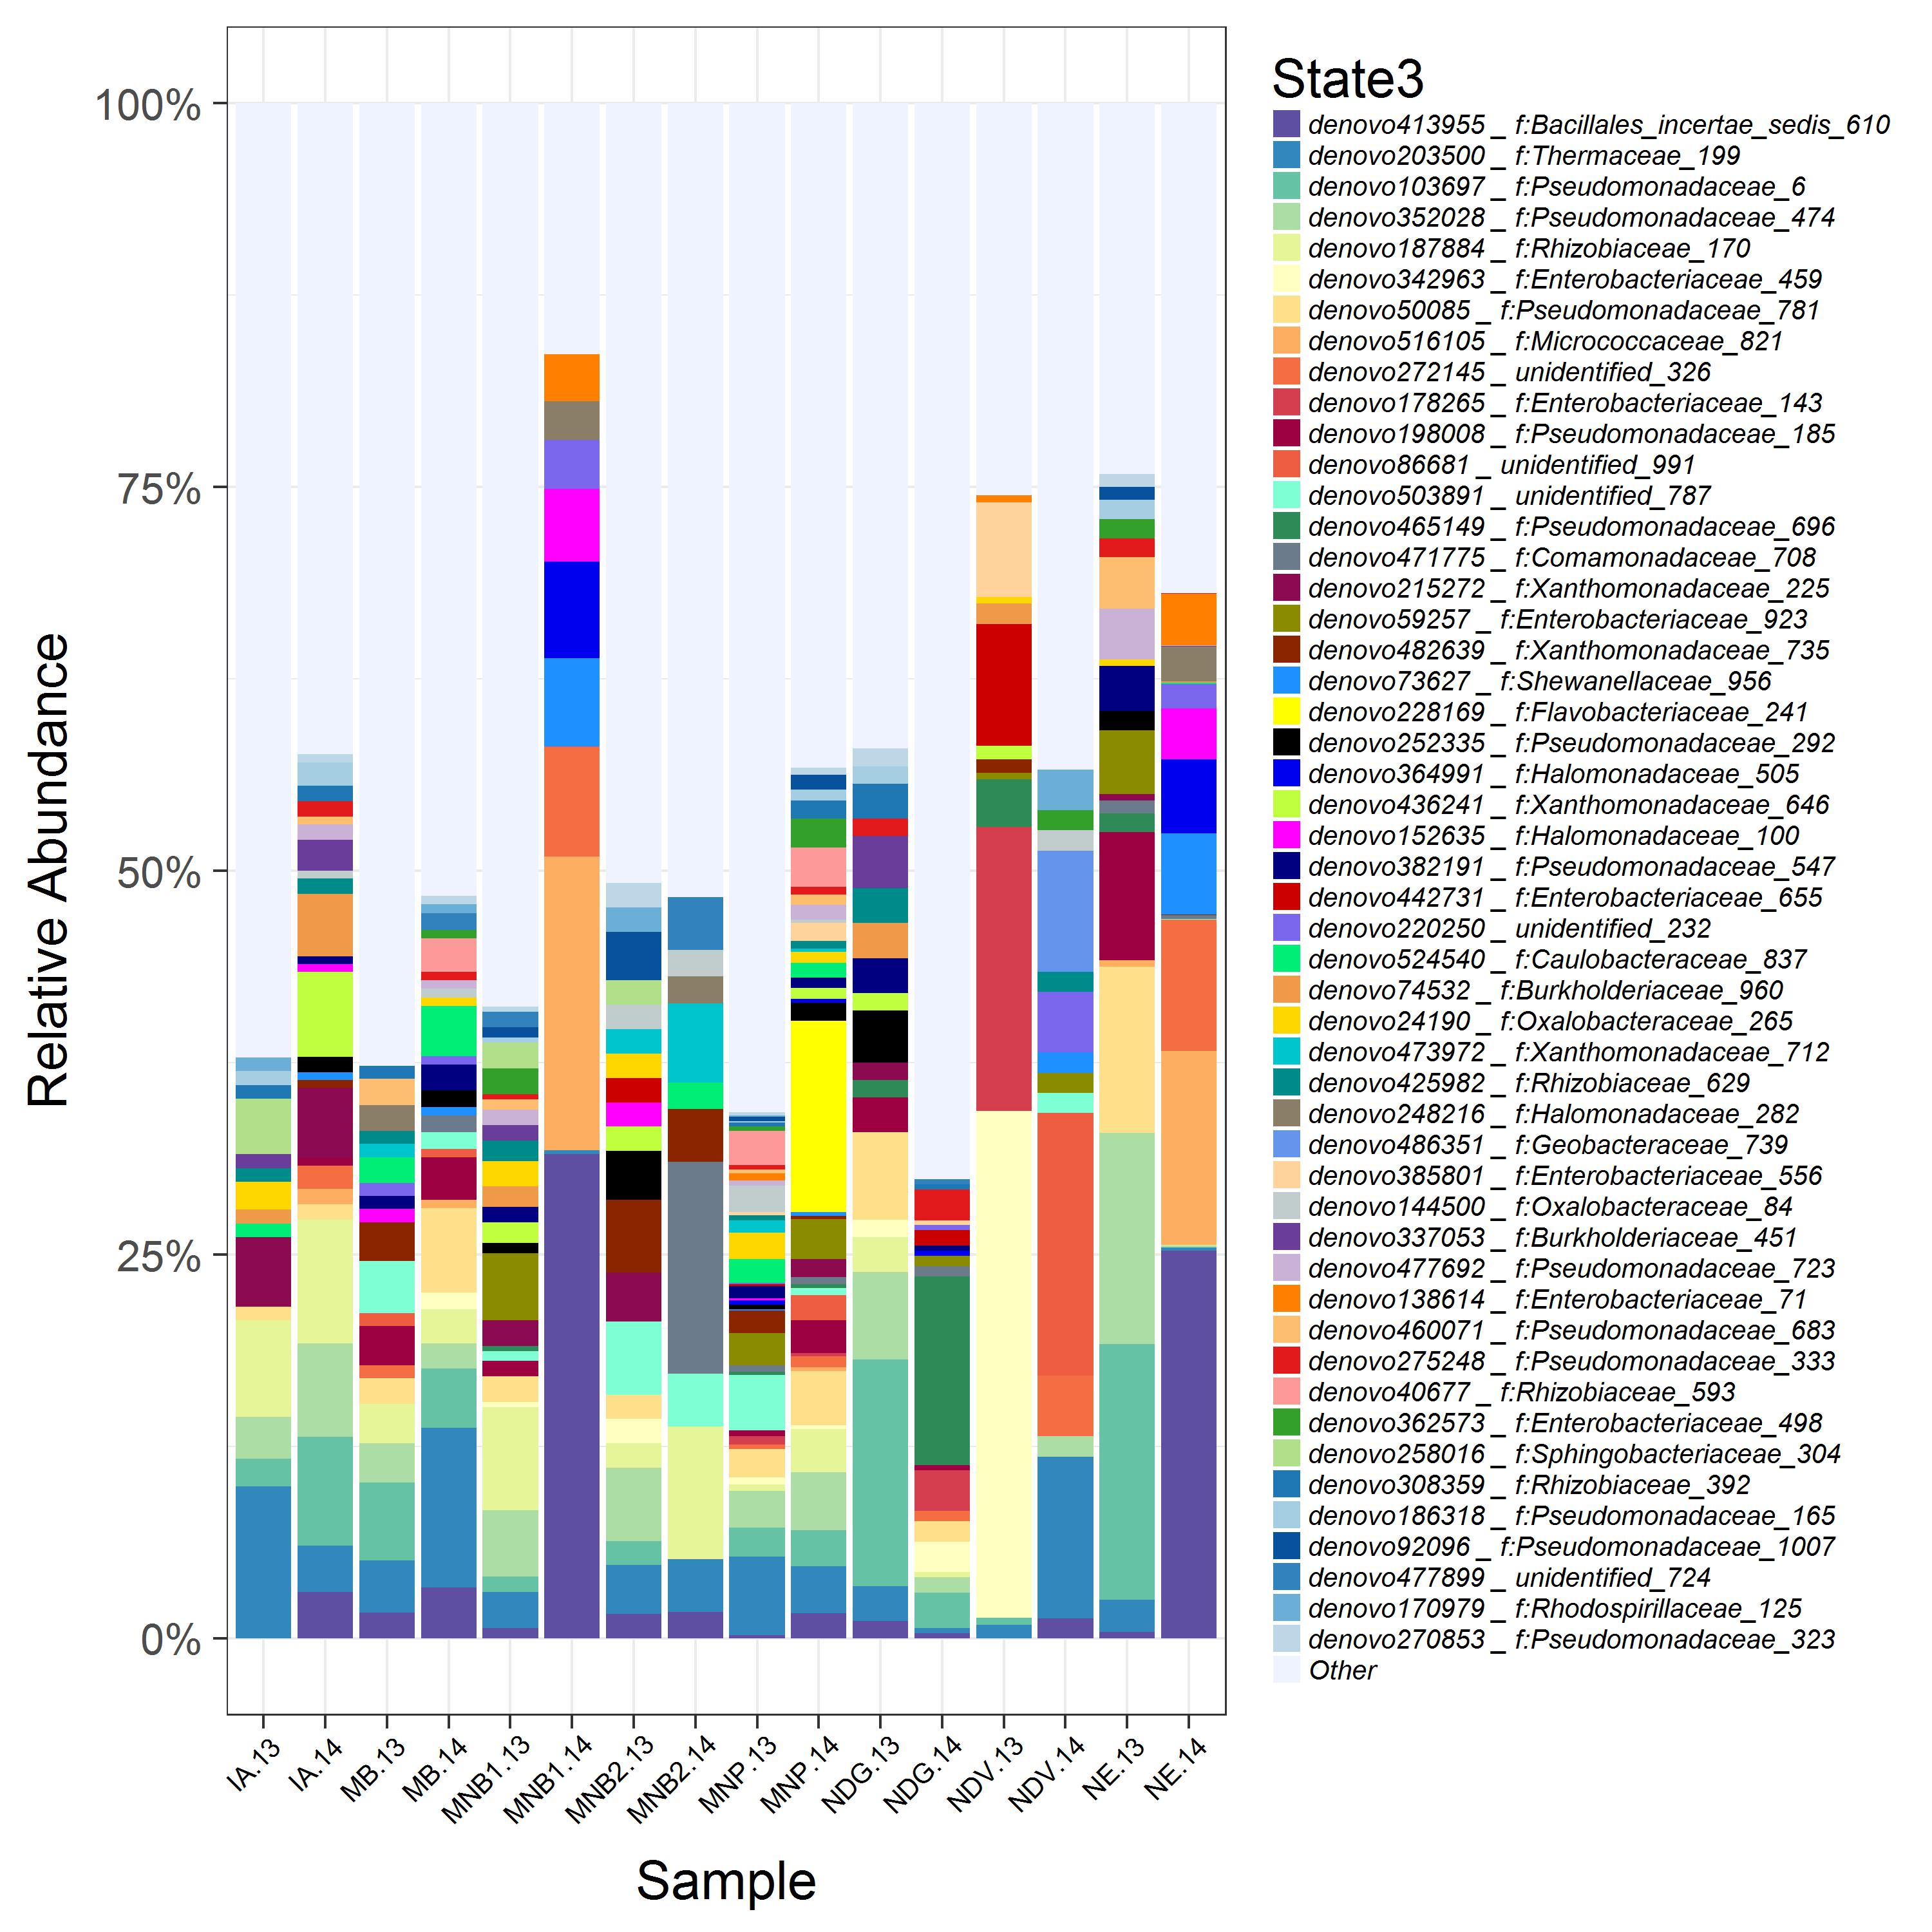 State3
100%
75%
50%
25%
0%
Relative Abundance
denovo413955 _ f:Bacillales_incertae_sedis_610
denovo203500 _ f:Thermaceae_199
denovo103697 _ f:Pseudomonadaceae_6
denovo352028 _ f:Pseudomonadaceae_474
denovo187884 _ f:Rhizobiaceae_170
denovo342963 _ f:Enterobacteriaceae_459
denovo50085 _ f:Pseudomonadaceae_781
denovo516105 _ f:Micrococcaceae_821
denovo272145 _ unidentified_326
denovo178265 _ f:Enterobacteriaceae_143
denovo198008 _ f:Pseudomonadaceae_185
denovo86681 _ unidentified_991
denovo503891 _ unidentified_787
denovo465149 _ f:Pseudomonadaceae_696
denovo471775 _ f:Comamonadaceae_708
denovo215272 _ f:Xanthomonadaceae_225
denovo59257 _ f:Enterobacteriaceae_923
denovo482639 _ f:Xanthomonadaceae_735
denovo73627 _ f:Shewanellaceae_956
denovo228169 _ f:Flavobacteriaceae_241
denovo252335 _ f:Pseudomonadaceae_292
denovo364991 _ f:Halomonadaceae_505
denovo436241 _ f:Xanthomonadaceae_646
denovo152635 _ f:Halomonadaceae_100
denovo382191 _ f:Pseudomonadaceae_547
denovo442731 _ f:Enterobacteriaceae_655
denovo220250 _ unidentified_232
denovo524540 _ f:Caulobacteraceae_837
denovo74532 _ f:Burkholderiaceae_960
denovo24190 _ f:Oxalobacteraceae_265
denovo473972 _ f:Xanthomonadaceae_712
denovo425982 _ f:Rhizobiaceae_629
denovo248216 _ f:Halomonadaceae_282
denovo486351 _ f:Geobacteraceae_739
denovo385801 _ f:Enterobacteriaceae_556
denovo144500 _ f:Oxalobacteraceae_84
denovo337053 _ f:Burkholderiaceae_451
denovo477692 _ f:Pseudomonadaceae_723
denovo138614 _ f:Enterobacteriaceae_71
denovo460071 _ f:Pseudomonadaceae_683
denovo275248 _ f:Pseudomonadaceae_333
denovo40677 _ f:Rhizobiaceae_593
denovo362573 _ f:Enterobacteriaceae_498
denovo258016 _ f:Sphingobacteriaceae_304
denovo308359 _ f:Rhizobiaceae_392
denovo186318 _ f:Pseudomonadaceae_165
denovo92096 _ f:Pseudomonadaceae_1007
denovo477899 _ unidentified_724
denovo170979 _ f:Rhodospirillaceae_125
denovo270853 _ f:Pseudomonadaceae_323
Other
IA.13
IA.14
MB.13
MB.14
MNB1.13
MNB1.14
MNB2.13
MNB2.14
MNP.13
MNP.14
NDG.13
NDG.14
NDV.13
NDV.14
NE.13
NE.14
Sample